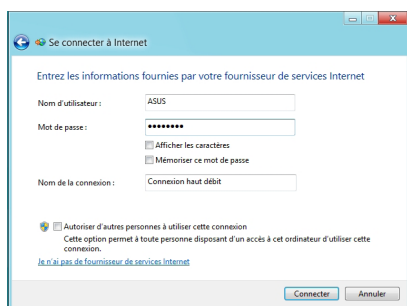 Se connecter à Internet
Entrez les informations fournies par votre fournisseur de services Internet
Nom d'utilisateur :
ASUS
Mot de passe :
••••••••
Afficher les caractères
Mémoriser ce mot de passe
Nom de la connexion :
Connexion haut débit
Autoriser d'autres personnes à utiliser cette connexion
Cette option permet à toute personne disposant d'un accès à cet ordinateur d'utiliser cette
connexion.
Je n'ai pas de fournisseur de services Internet
Connecter
Annuler